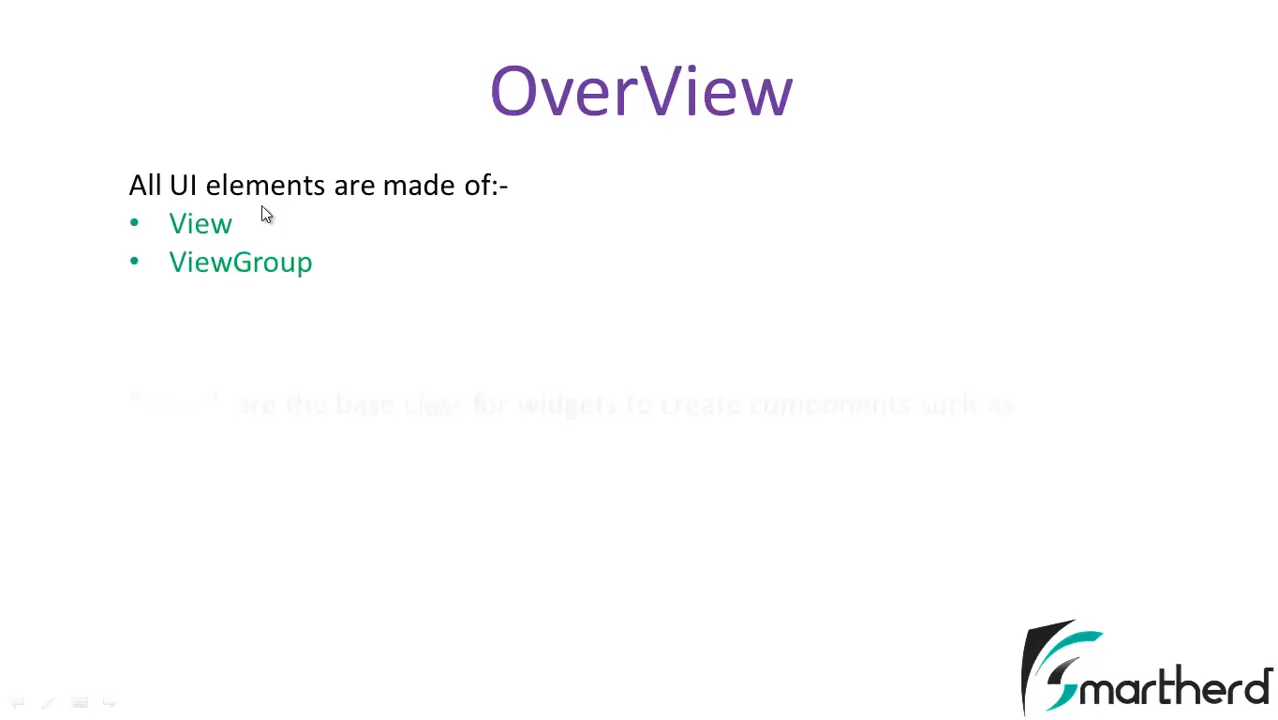 OverView
All UI elements are made of:-
• View
• ViewGroup
are the base class for widgets to create components such as
Smartherd